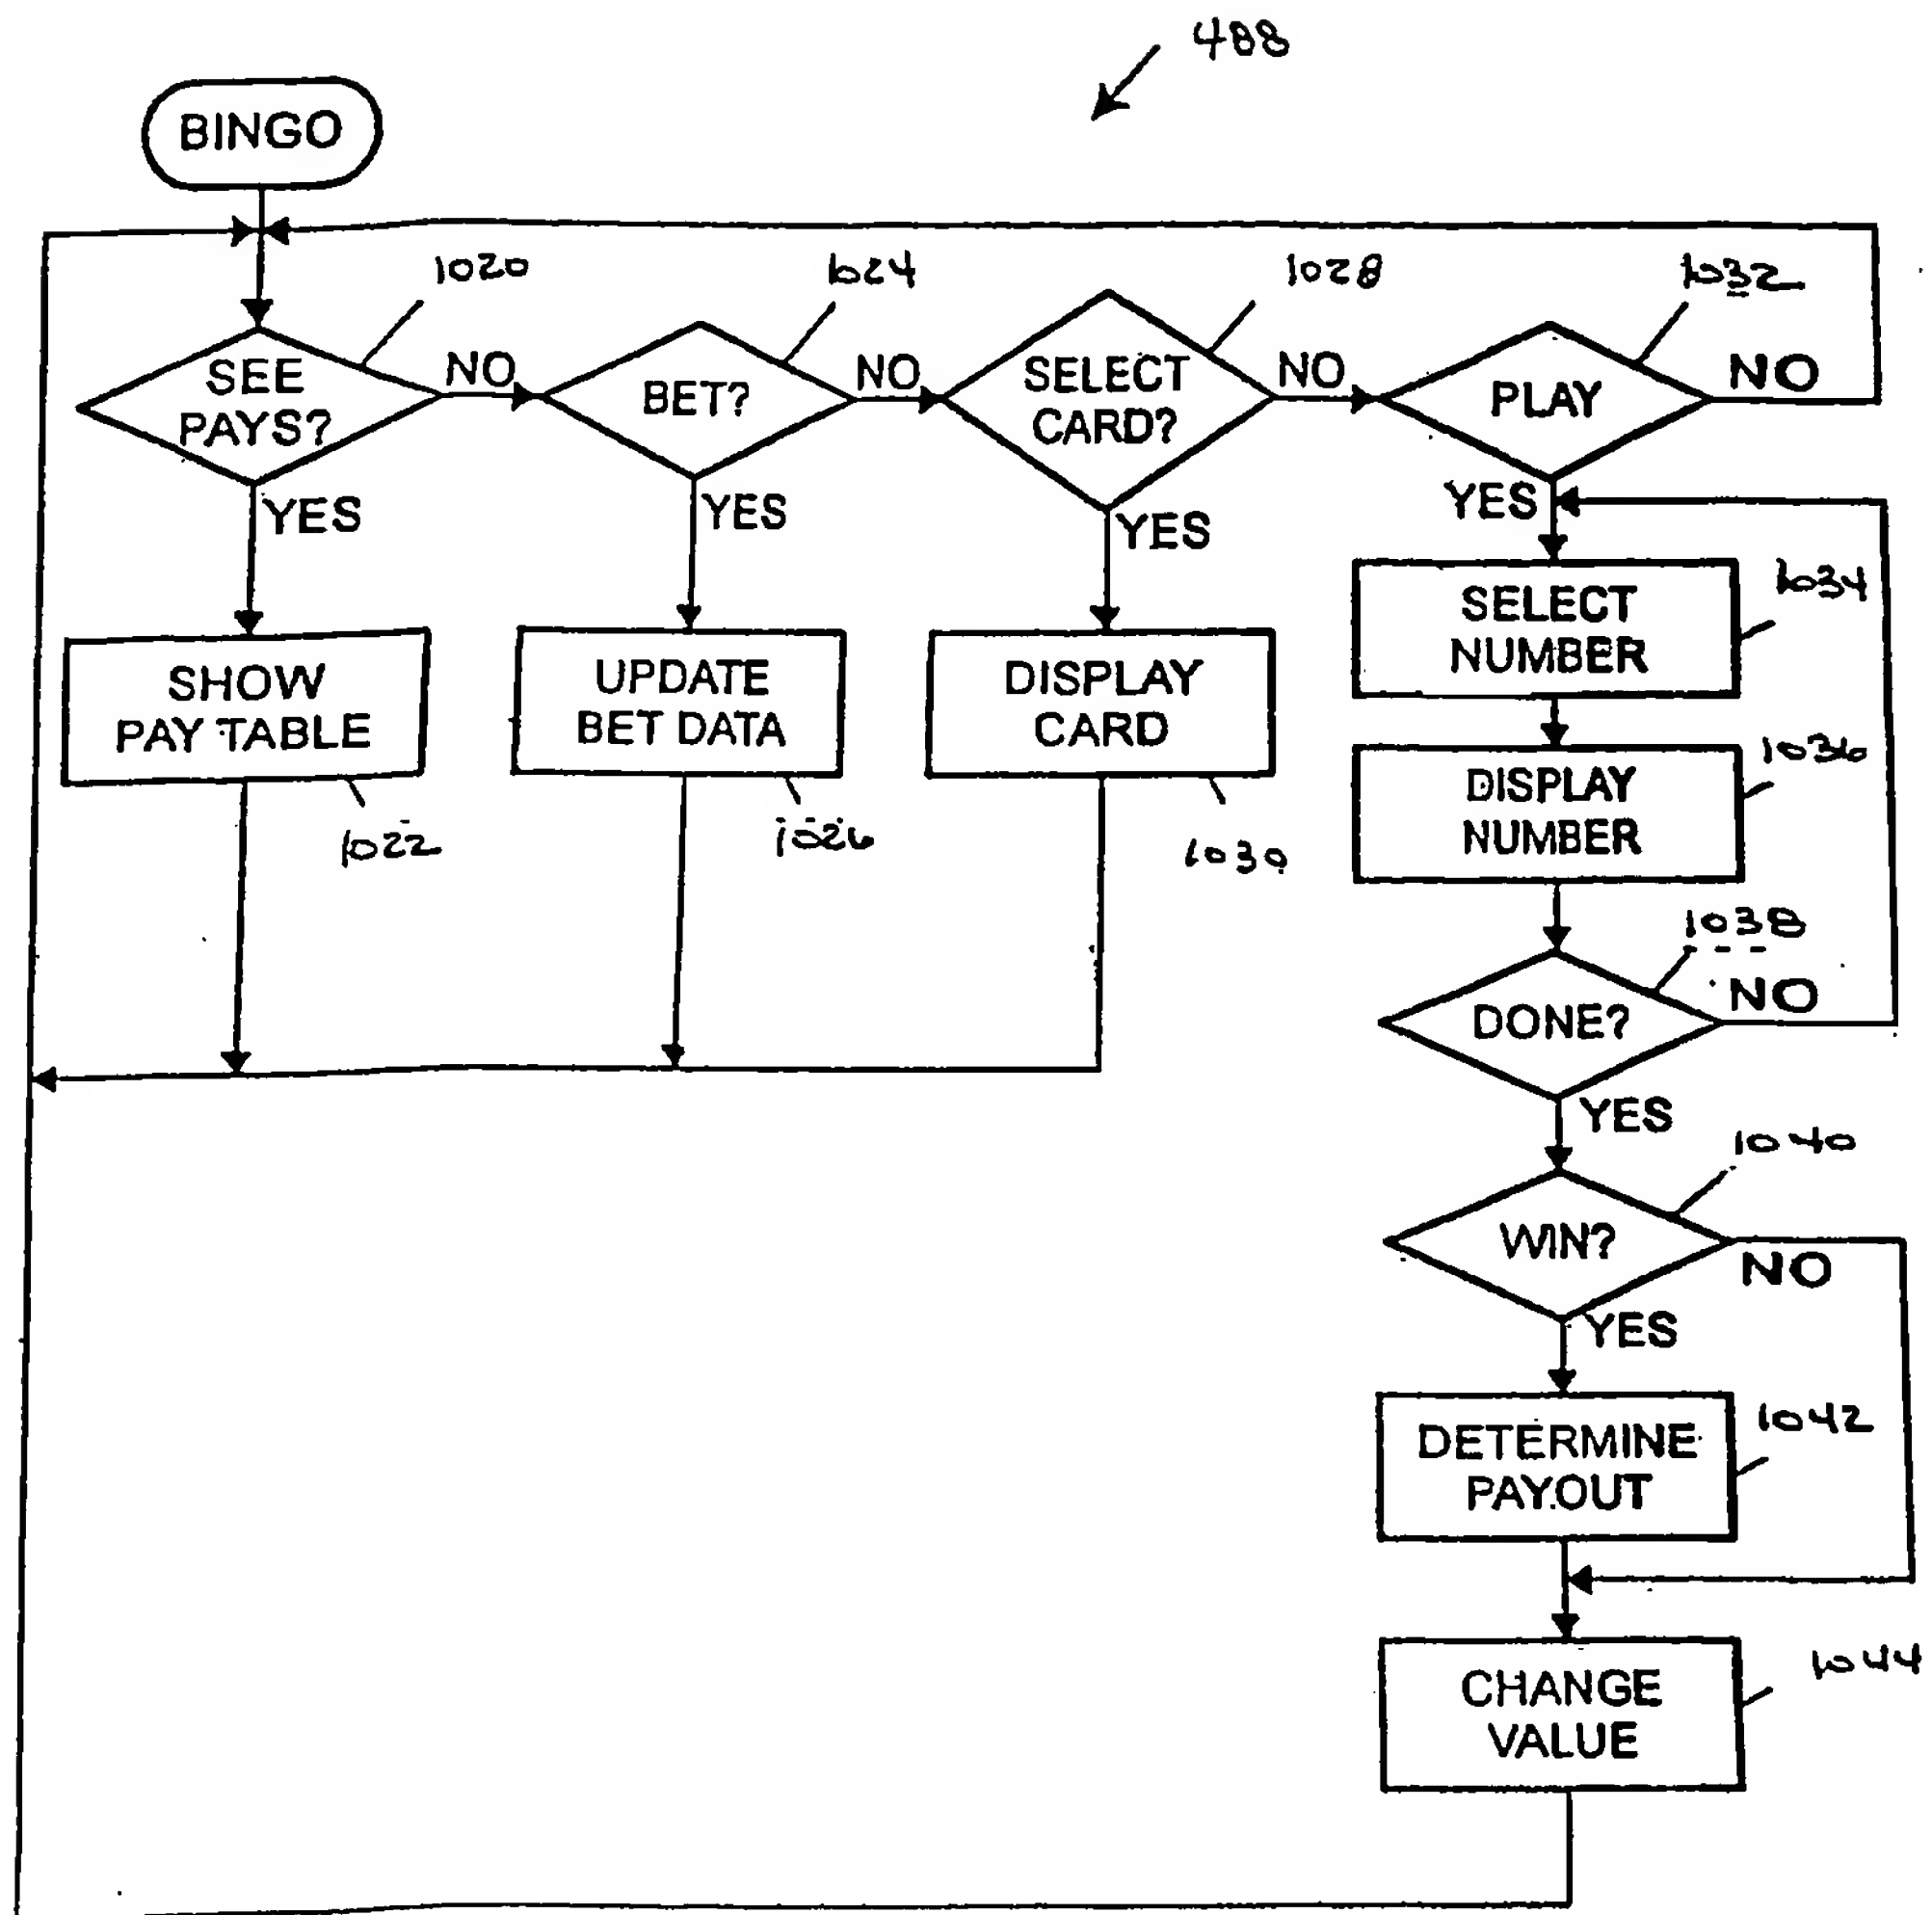 488
BINGO
1020
1024
1028
1032
SEE
PAYS?
NO
BET?
NO
SELECT
CARD?
NO
PLAY
NO
YES
YES
YES
YES
SHOW
PAY TABLE
1022
UPDATE
BET DATA
1026
DISPLAY
CARD
1030
SELECT
NUMBER
1034
DISPLAY
NUMBER
1036
1038
DONE?
NO
YES
1040
WIN?
NO
YES
DETERMINE
PAYOUT
1042
CHANGE
VALUE
1044